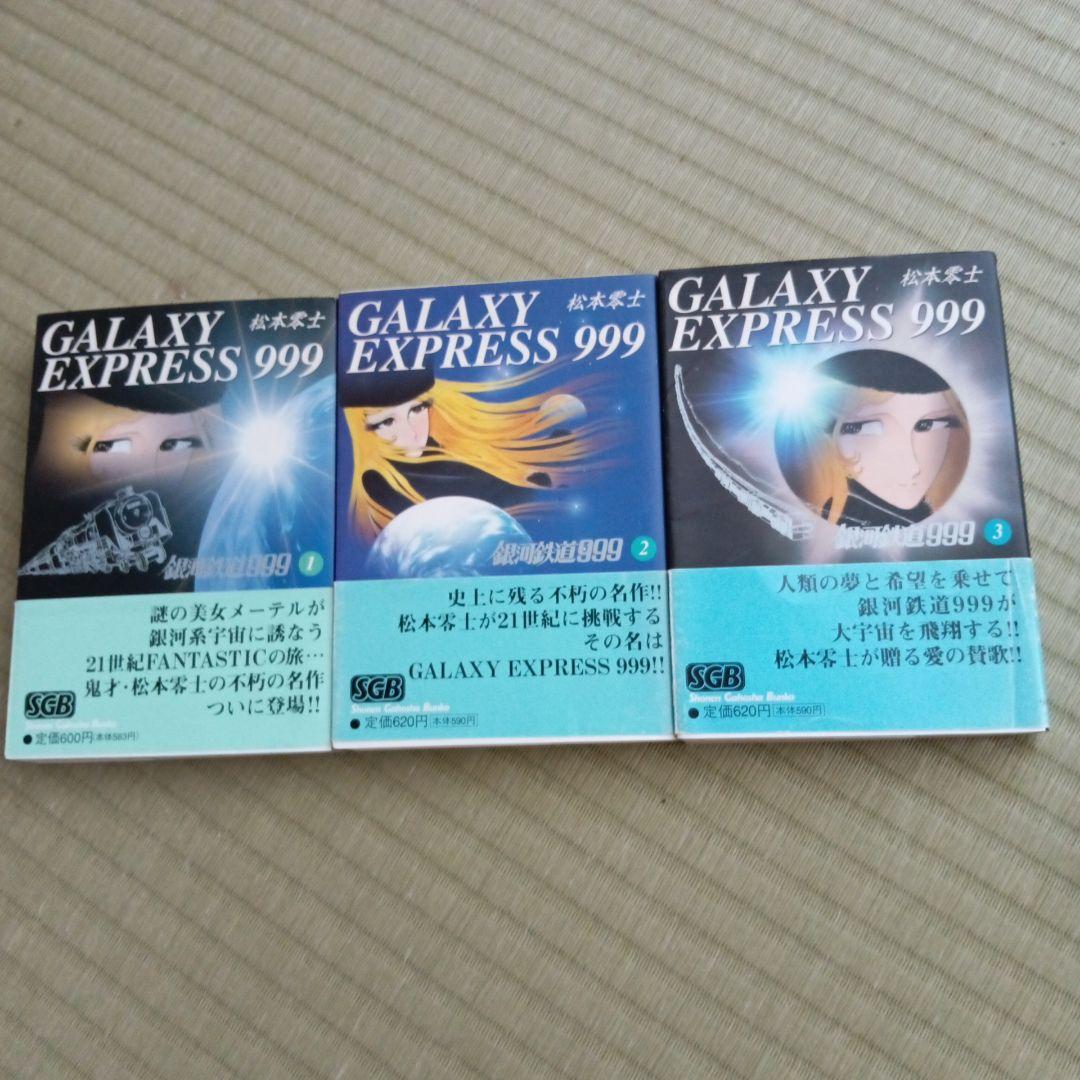 GALAXY
EXPRESS 999
松本零士
銀河鉄道999
1
謎の美女メーテルが
銀河系宇宙に誘なう
21世紀FANTASTICの旅…
鬼才・松本零士の不朽の名作
ついに登場!!
SGB
Shonen Gahosha Bunko
●定価600円(本体583円)
GALAXY
EXPRESS 999
松本零士
銀河鉄道999
2
史上に残る不朽の名作!!
松本零士が21世紀に挑戦する
その名は
GALAXY EXPRESS 999!!
SGB
Shonen Gahosha Bunko
●定価620円[本体590円]
GALAXY
EXPRESS 999
松本零士
銀河鉄道999
3
人類の夢と希望を乗せて
銀河鉄道999が
大宇宙を飛翔する!!
松本零士が贈る愛の賛歌!!
SGB
Shonen Gahosha Bunko
●定価620円[本体590円]